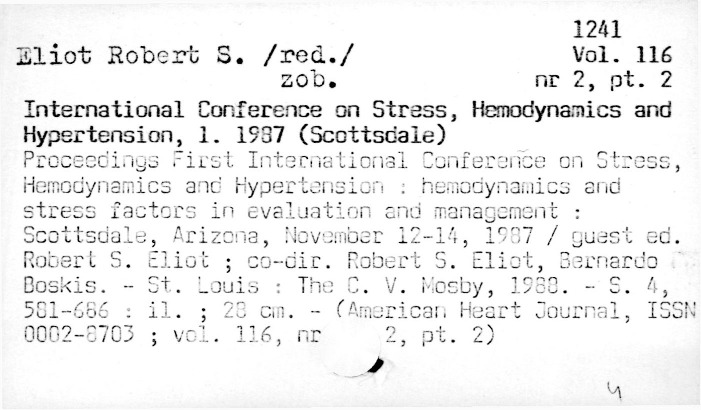 1241
Eliot Robert S. /red./ Vol. 116
zob. nr 2, pt. 2
International Conference on Stress, Hemodynamics and
Hypertension, 1. 1987 (Scottsdale)
Proceedings First International Conference on Stress,
Hemodynamics and Hypertension : hemodynamics and
stress factors in evaluation and management :
Scottsdale, Arizona, November 12-14, 1987 / guest ed.
Robert S. Eliot ; co-dir. Robert S. Eliot, Bernardo
Boskis. - St. Louis : The C. V. Mosby, 1988. - S. 4,
581-686 : il. ; 28 cm. - (American Heart Journal, ISSN
0002-8703 ; vol. 116, nr 2, pt. 2)
4